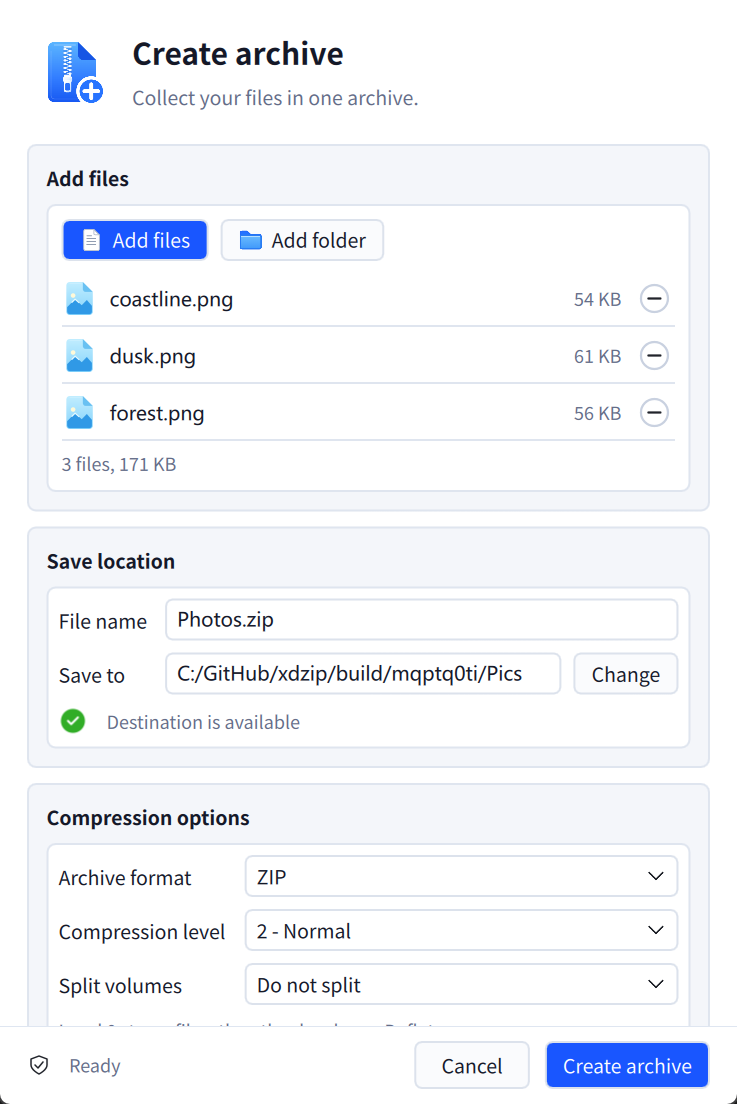 Create archive
Collect your files in one archive.
Add files
Add files
Add folder
coastline.png 54 KB
dusk.png 61 KB
forest.png 56 KB
3 files, 171 KB
Save location
File name Photos.zip
Save to C:/GitHub/xdzip/build/mqptq0ti/Pics Change
Destination is available
Compression options
Archive format ZIP
Compression level 2 - Normal
Split volumes Do not split
Ready Cancel Create archive